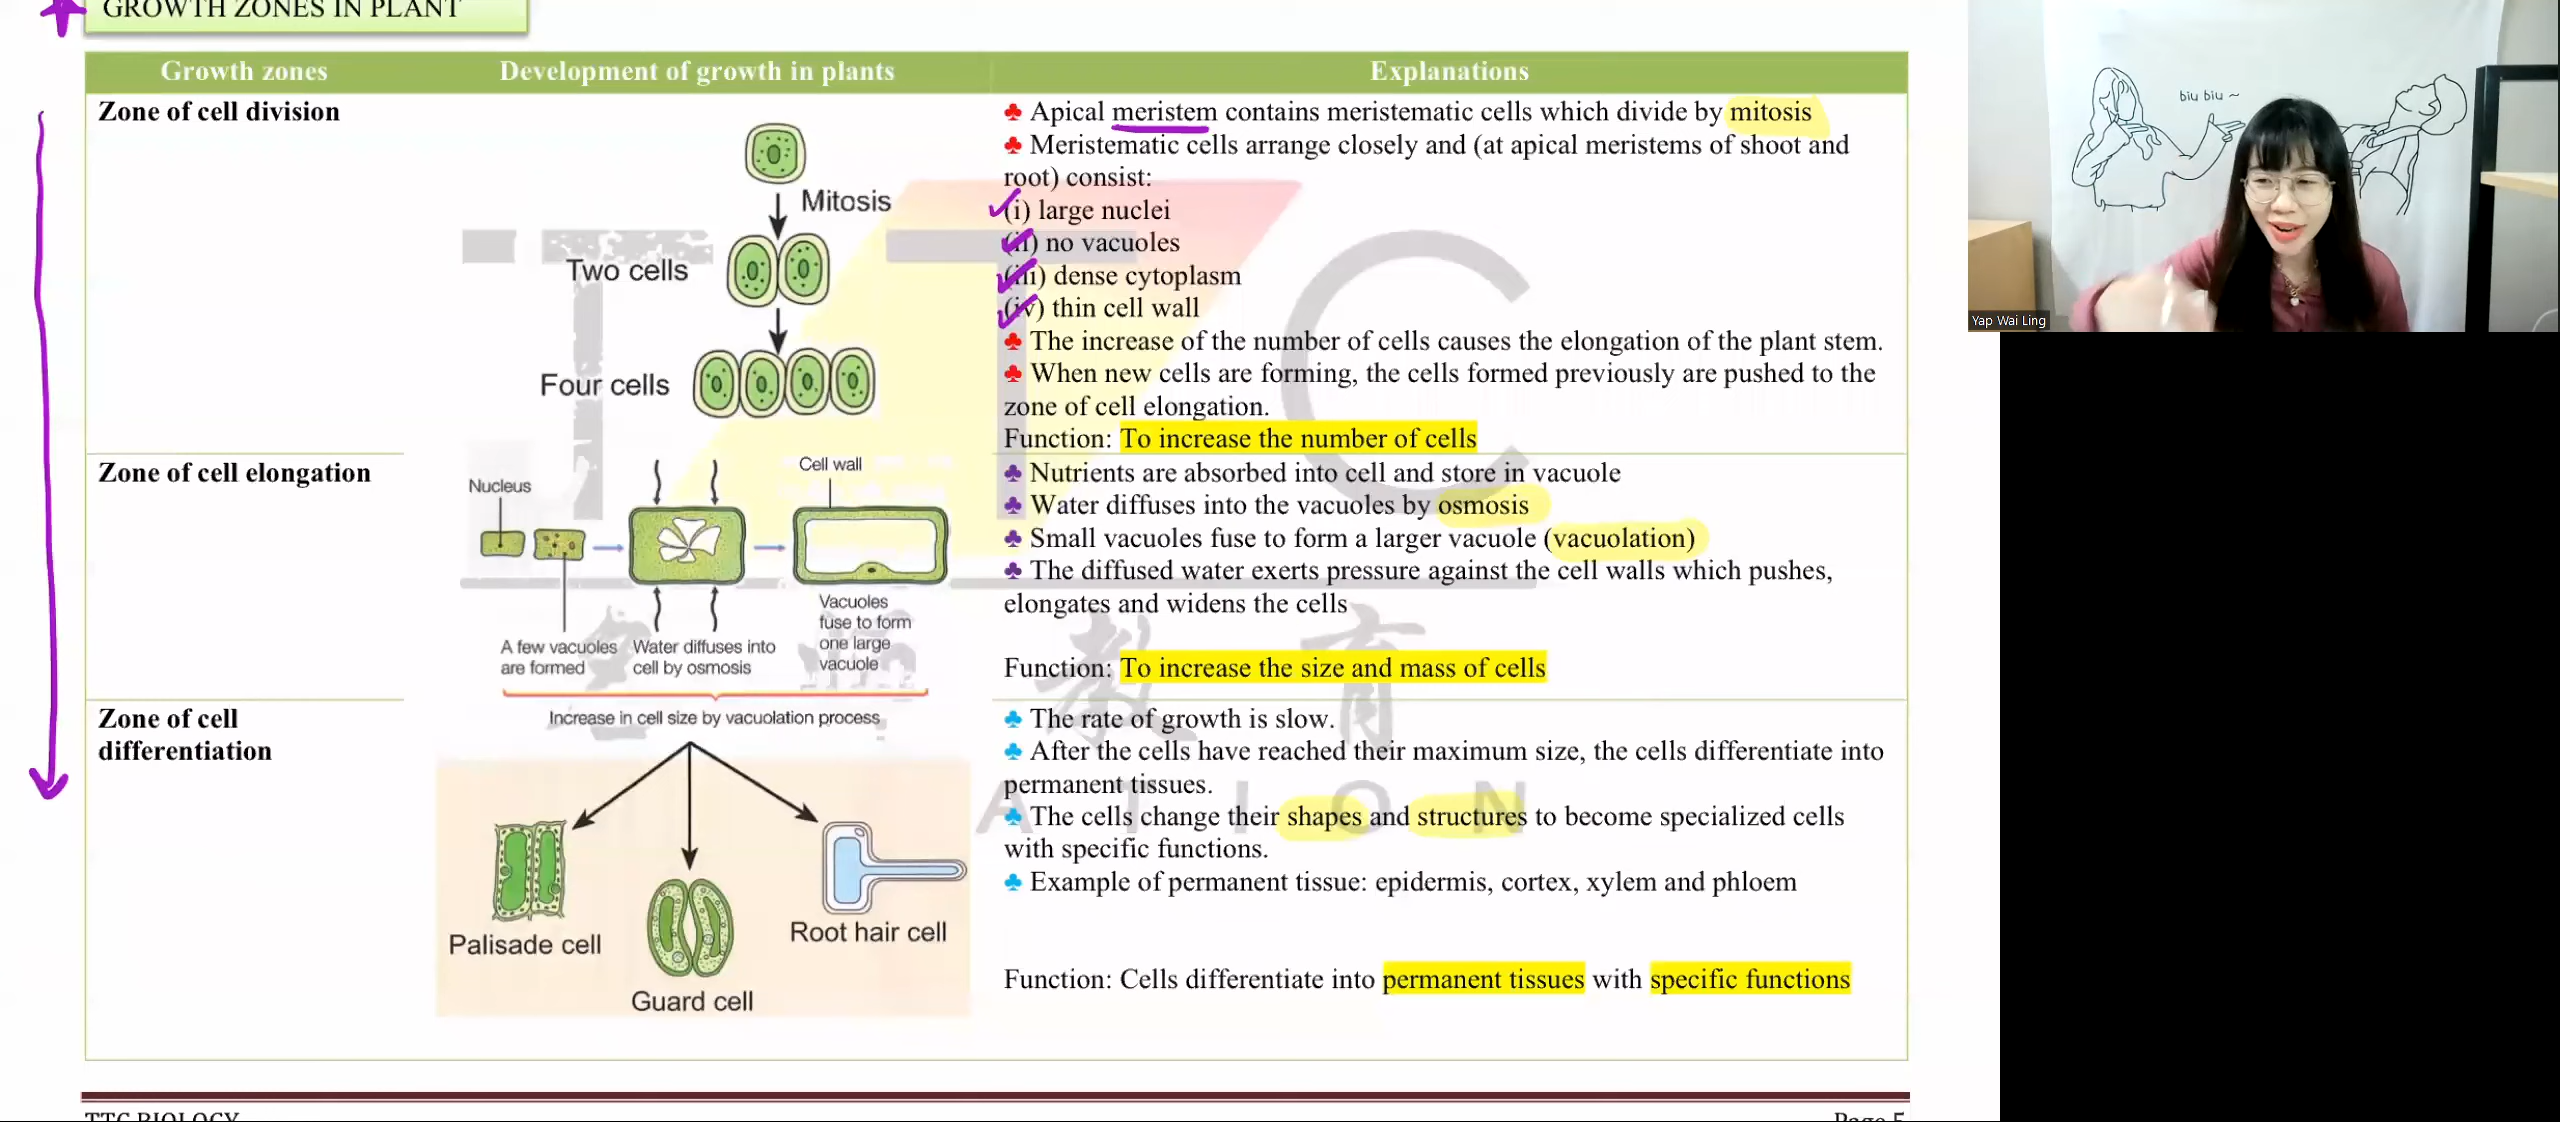 GROWTH ZONES IN PLANT
Growth zones
Development of growth in plants
Explanations
Zone of cell division
Mitosis
Two cells
Four cells
♣ Apical meristem contains meristematic cells which divide by mitosis
♣ Meristematic cells arrange closely and (at apical meristems of shoot and
root) consist:
(i) large nuclei
(ii) no vacuoles
(iii) dense cytoplasm
(iv) thin cell wall
♣ The increase of the number of cells causes the elongation of the plant stem.
♣ When new cells are forming, the cells formed previously are pushed to the
zone of cell elongation.
Function: To increase the number of cells
Zone of cell elongation
Nucleus
Cell wall
A few vacuoles
are formed
Water diffuses into
cell by osmosis
Vacuoles
fuse to form
one large
vacuole
Increase in cell size by vacuolation process
♣ Nutrients are absorbed into cell and store in vacuole
♣ Water diffuses into the vacuoles by osmosis
♣ Small vacuoles fuse to form a larger vacuole (vacuolation)
♣ The diffused water exerts pressure against the cell walls which pushes,
elongates and widens the cells
Function: To increase the size and mass of cells
Zone of cell
differentiation
Palisade cell
Guard cell
Root hair cell
♣ The rate of growth is slow.
♣ After the cells have reached their maximum size, the cells differentiate into
permanent tissues.
♣ The cells change their shapes and structures to become specialized cells
with specific functions.
♣ Example of permanent tissue: epidermis, cortex, xylem and phloem
Function: Cells differentiate into permanent tissues with specific functions
TTC BIOLOGY
Page 5
biu biu ~
Yap Wai Ling